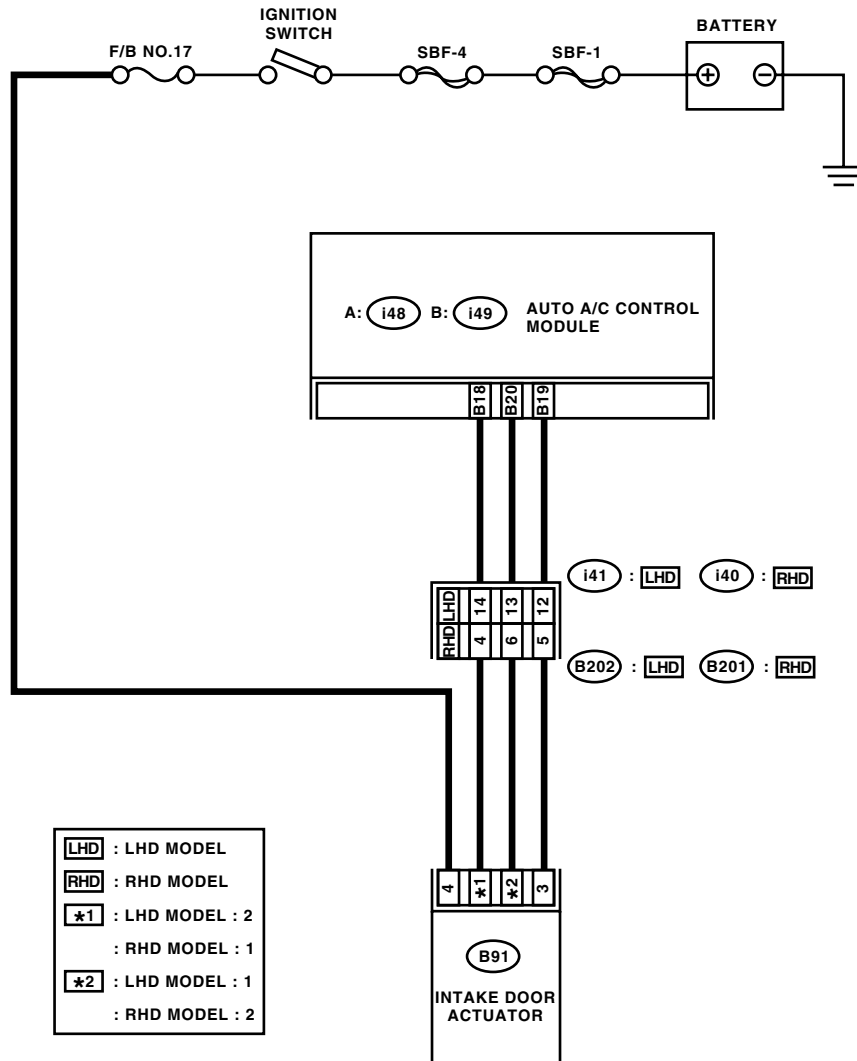 IGNITION
SWITCH
BATTERY
F/B NO.17
SBF-4
SBF-1
+
−
A: i48 B: i49 AUTO A/C CONTROL
MODULE
B18 B20 B19
i41 : LHD i40 : RHD
LHD 14 13 12
RHD 4 6 5
B202 : LHD B201 : RHD
LHD : LHD MODEL
RHD : RHD MODEL
*1 : LHD MODEL : 2
: RHD MODEL : 1
*2 : LHD MODEL : 1
: RHD MODEL : 2
4 *1 *2 3
B91
INTAKE DOOR
ACTUATOR